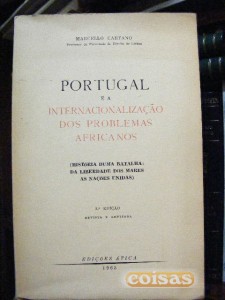 MARCELLO CAETANO
PORTUGAL
E A
INTERNACIONALIZAÇÃO
DOS PROBLEMAS
AFRICANOS
(HISTÓRIA DUMA BATALHA:
DA LIBERDADE DOS MARES
ÀS NAÇÕES UNIDAS)
EDIÇÃO
EDIÇÕES ÁTICA
coisas